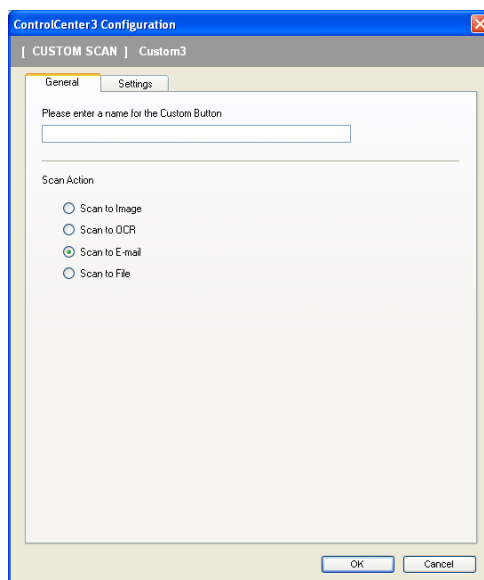 ControlCenter3 Configuration
[ CUSTOM SCAN ] Custom3
General Settings
Please enter a name for the Custom Button
Scan Action
Scan to Image
Scan to OCR
Scan to E-mail
Scan to File
OK Cancel